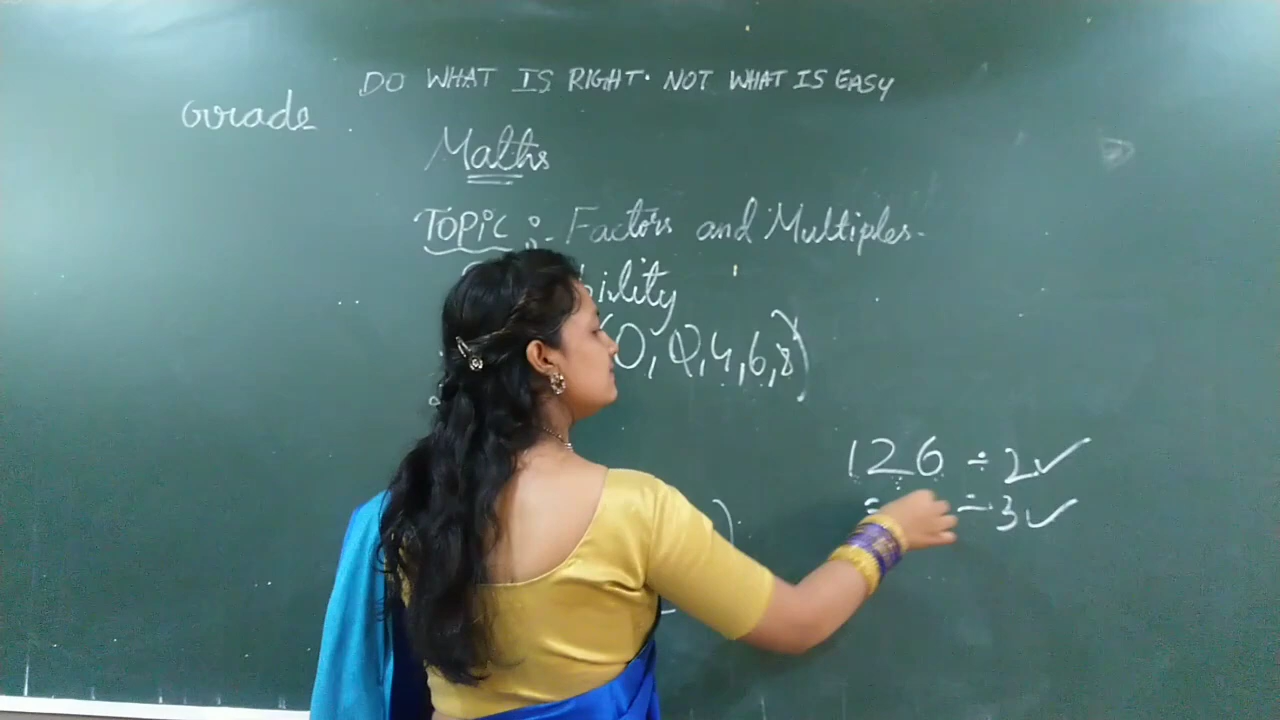 DO WHAT IS RIGHT. NOT WHAT IS EASY
Grade
Maths
TOPIC :- Factors and Multiples.
(0, 2, 4, 6, 8)
126 ÷ 2 ✓
÷ 3 ✓